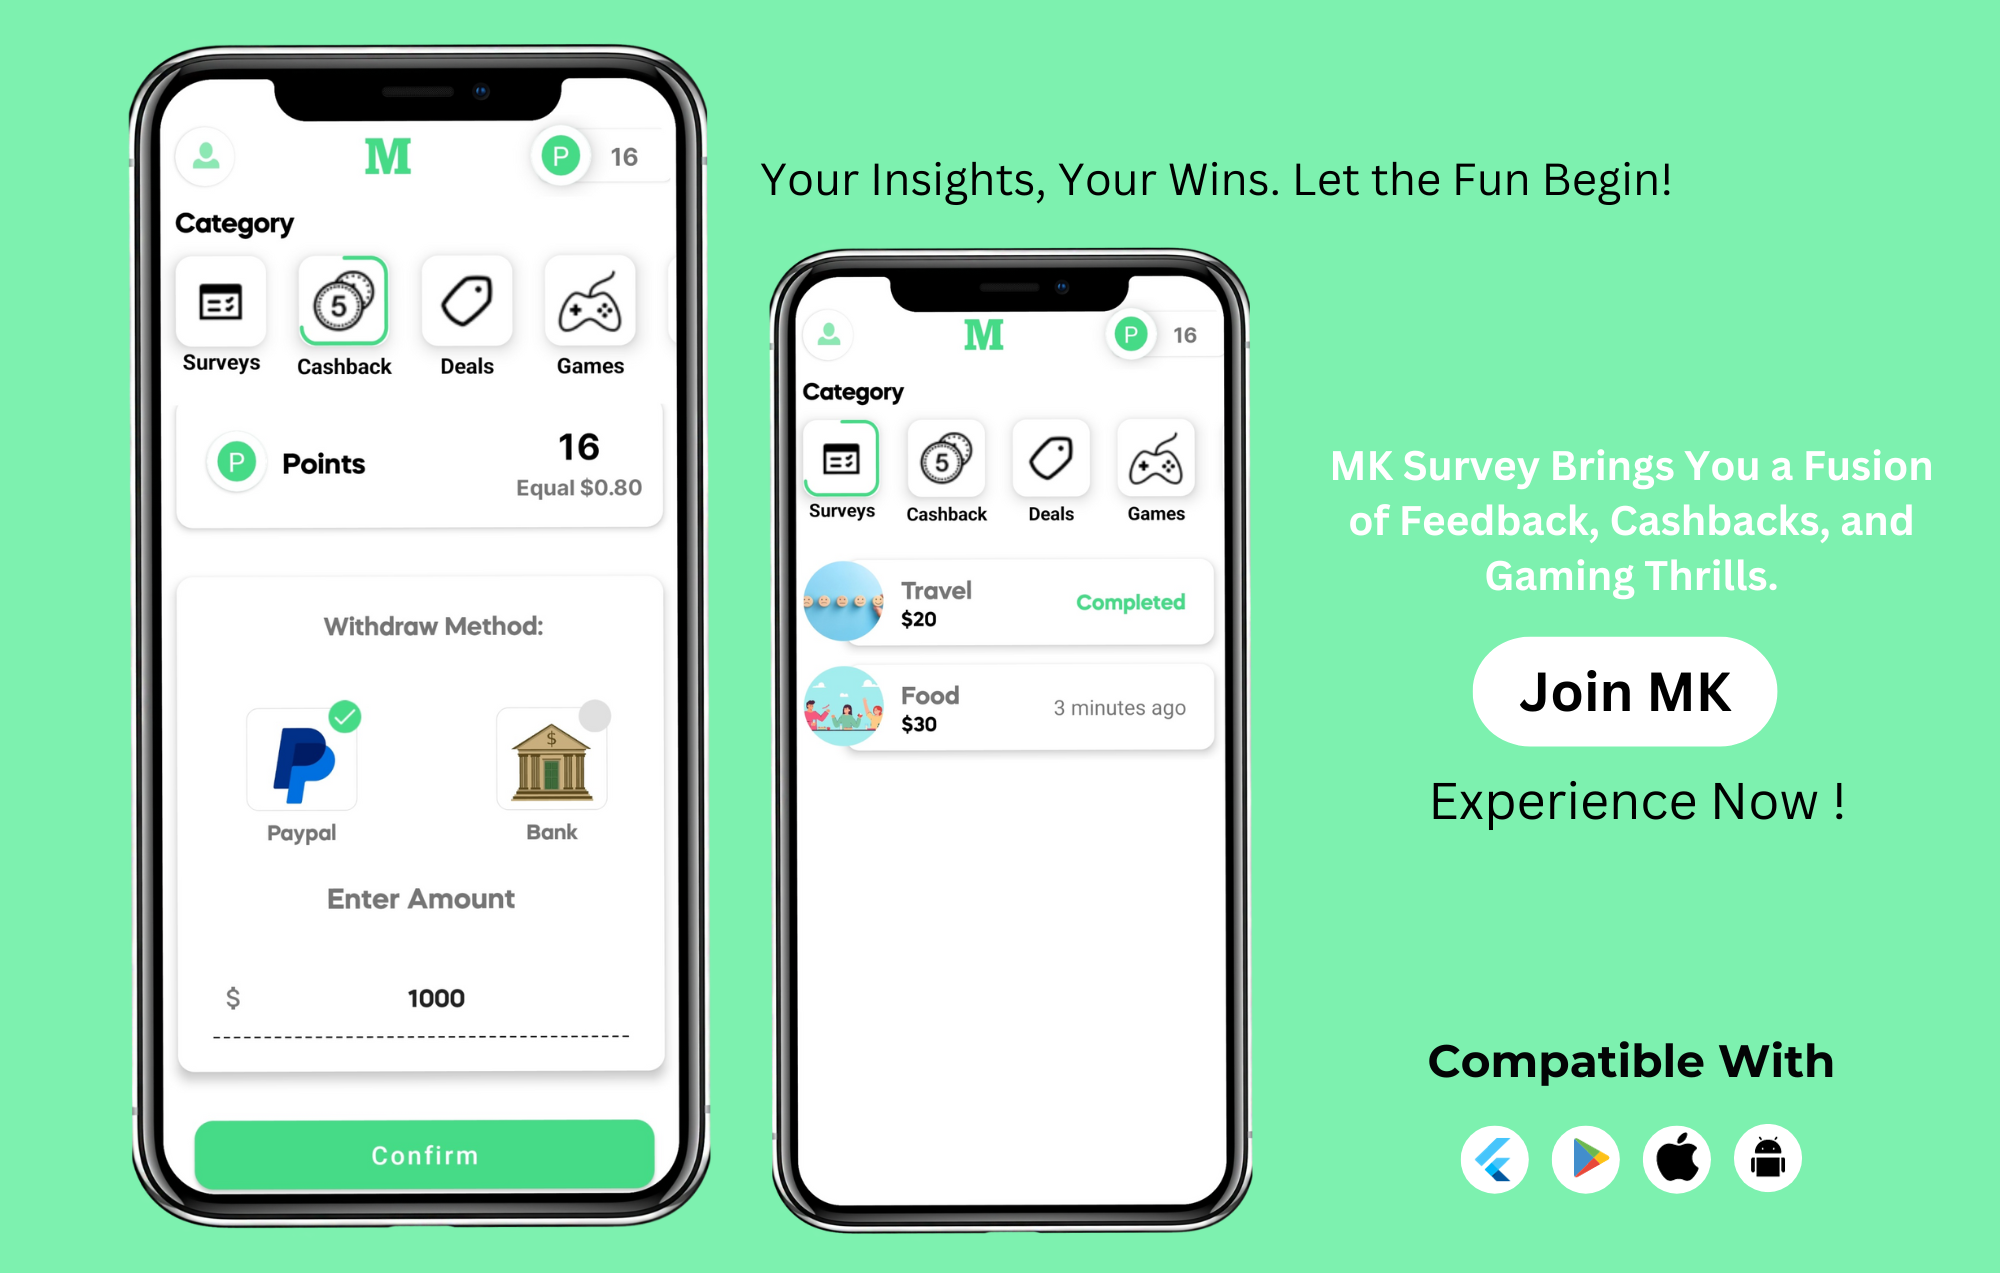 M
P 16
Category
Surveys Cashback Deals Games
P Points 16
Equal $0.80
Withdraw Method:
Paypal Bank
Enter Amount
$ 1000
Confirm
Your Insights, Your Wins. Let the Fun Begin!
M
P 16
Category
Surveys Cashback Deals Games
Travel
$20
Completed
Food
$30
3 minutes ago
MK Survey Brings You a Fusion
of Feedback, Cashbacks, and
Gaming Thrills.
Join MK
Experience Now !
Compatible With